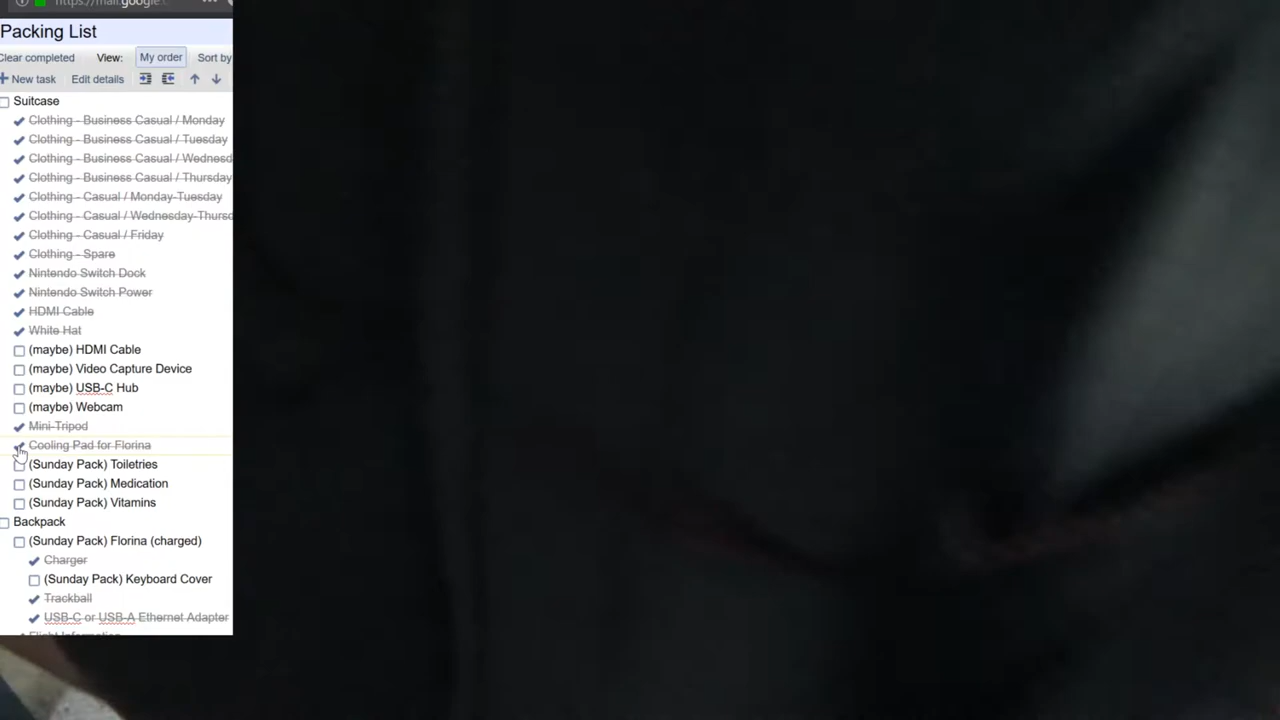 https://mail.google.
Packing List
Clear completed View: My order Sort by
New task Edit details
Suitcase
Clothing - Business Casual / Monday
Clothing - Business Casual / Tuesday
Clothing - Business Casual / Wednesd
Clothing - Business Casual / Thursday
Clothing - Casual / Monday-Tuesday
Clothing - Casual / Wednesday-Thursd
Clothing - Casual / Friday
Clothing - Spare
Nintendo Switch Dock
Nintendo Switch Power
HDMI Cable
White Hat
(maybe) HDMI Cable
(maybe) Video Capture Device
(maybe) USB-C Hub
(maybe) Webcam
Mini-Tripod
Cooling Pad for Florina
(Sunday Pack) Toiletries
(Sunday Pack) Medication
(Sunday Pack) Vitamins
Backpack
(Sunday Pack) Florina (charged)
Charger
(Sunday Pack) Keyboard Cover
Trackball
USB-C or USB-A Ethernet Adapter
Flight Information